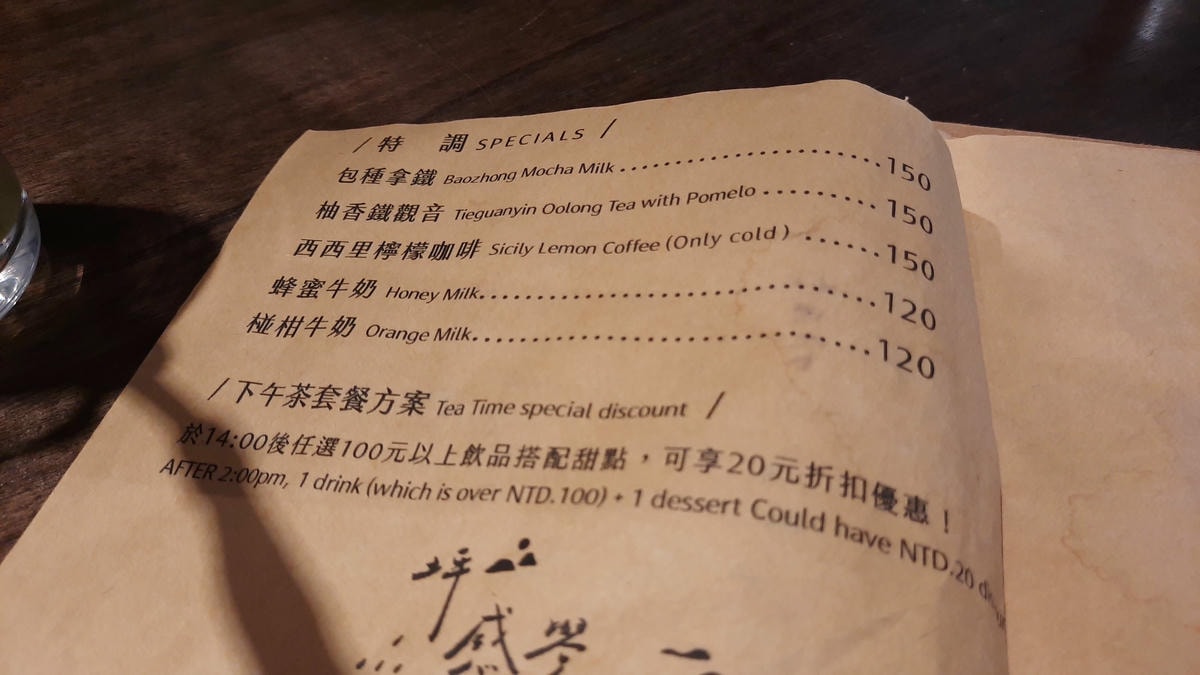 / 特 調 SPECIALS /
包種拿鐵 Baozhong Mocha Milk ........................ 150
柚香鐵觀音 Tieguanyin Oolong Tea with Pomelo ........... 150
西西里檸檬咖啡 Sicily Lemon Coffee (Only cold) ....... 150
蜂蜜牛奶 Honey Milk................................... 120
椪柑牛奶 Orange Milk................................... 120
/ 下午茶套餐方案 Tea Time special discount /
於14:00後任選100元以上飲品搭配甜點，可享20元折扣優惠！
AFTER 2:00pm, 1 drink (which is over NTD.100) + 1 dessert Could have NTD.20
坪
感學